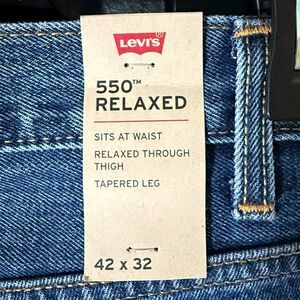 Levi's®
550™
RELAXED
SITS AT WAIST
RELAXED THROUGH
THIGH
TAPERED LEG
42 x 32